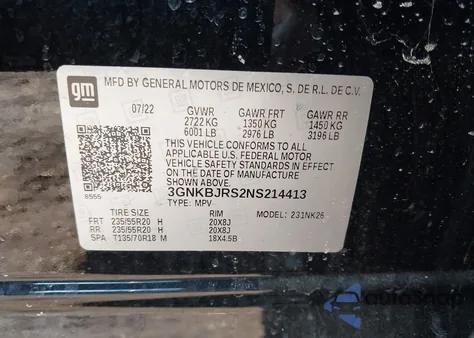 gm
MFD BY GENERAL MOTORS DE MEXICO, S. DE R.L. DE C.V.
07/22 GVWR GAWR FRT GAWR RR
2722 KG 1350 KG 1450 KG
6001 LB 2976 LB 3196 LB
THIS VEHICLE CONFORMS TO ALL
APPLICABLE U.S. FEDERAL MOTOR
VEHICLE SAFETY STANDARDS IN EFFECT
ON THE DATE OF MANUFACTURE SHOWN ABOVE.
3GNKBJRS2NS214413
8555 TYPE: MPV MODEL: 231NK26
TIRE SIZE RIM
FRT 235/55R20 H 20X8J
RR 235/55R20 H 20X8J
SPA T135/70R18 M 18X4.5B